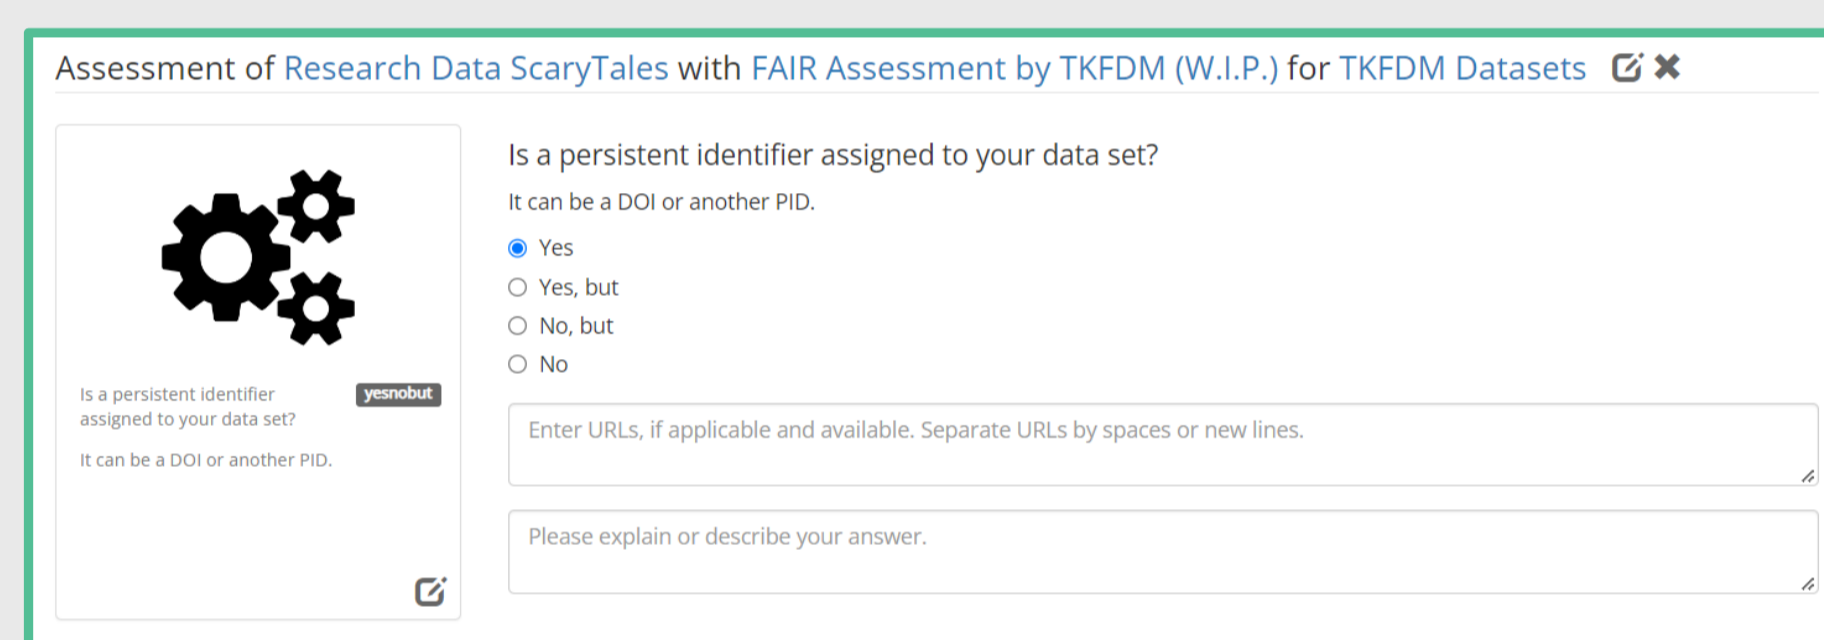 Assessment of Research Data ScaryTales with FAIR Assessment by TKFDM (W.I.P.) for TKFDM Datasets
Is a persistent identifier
assigned to your data set?
yesnobut
It can be a DOI or another PID.
Is a persistent identifier assigned to your data set?
It can be a DOI or another PID.
Yes
Yes, but
No, but
No
Enter URLs, if applicable and available. Separate URLs by spaces or new lines.
Please explain or describe your answer.